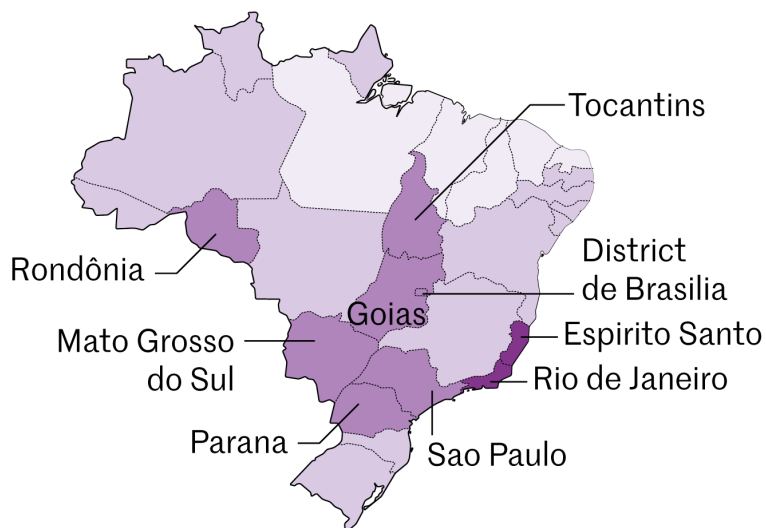 Tocantins
District
de Brasilia
Rondônia
Goias
Espirito Santo
Mato Grosso
do Sul
Rio de Janeiro
Parana
Sao Paulo